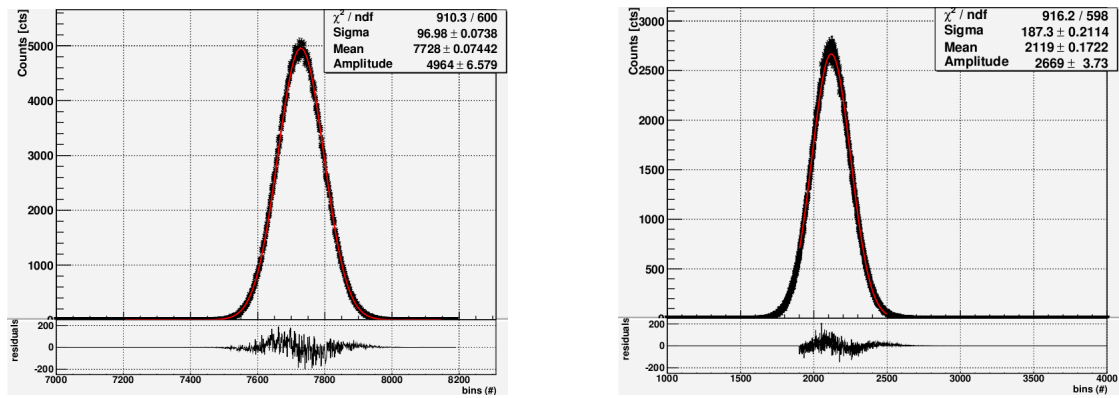 Counts [cts]
χ² / ndf 910.3 / 600
Sigma 96.98 ± 0.0738
Mean 7728 ± 0.07442
Amplitude 4964 ± 6.579
5000
4000
3000
2000
1000
0
residuals
200
0
-200
7000 7200 7400 7600 7800 8000 8200
bins (#)
Counts [cts]
χ² / ndf 916.2 / 598
Sigma 187.3 ± 0.2114
Mean 2119 ± 0.1722
Amplitude 2669 ± 3.73
3000
2500
2000
1500
1000
500
0
residuals
200
0
-200
1000 1500 2000 2500 3000 3500 4000
bins (#)